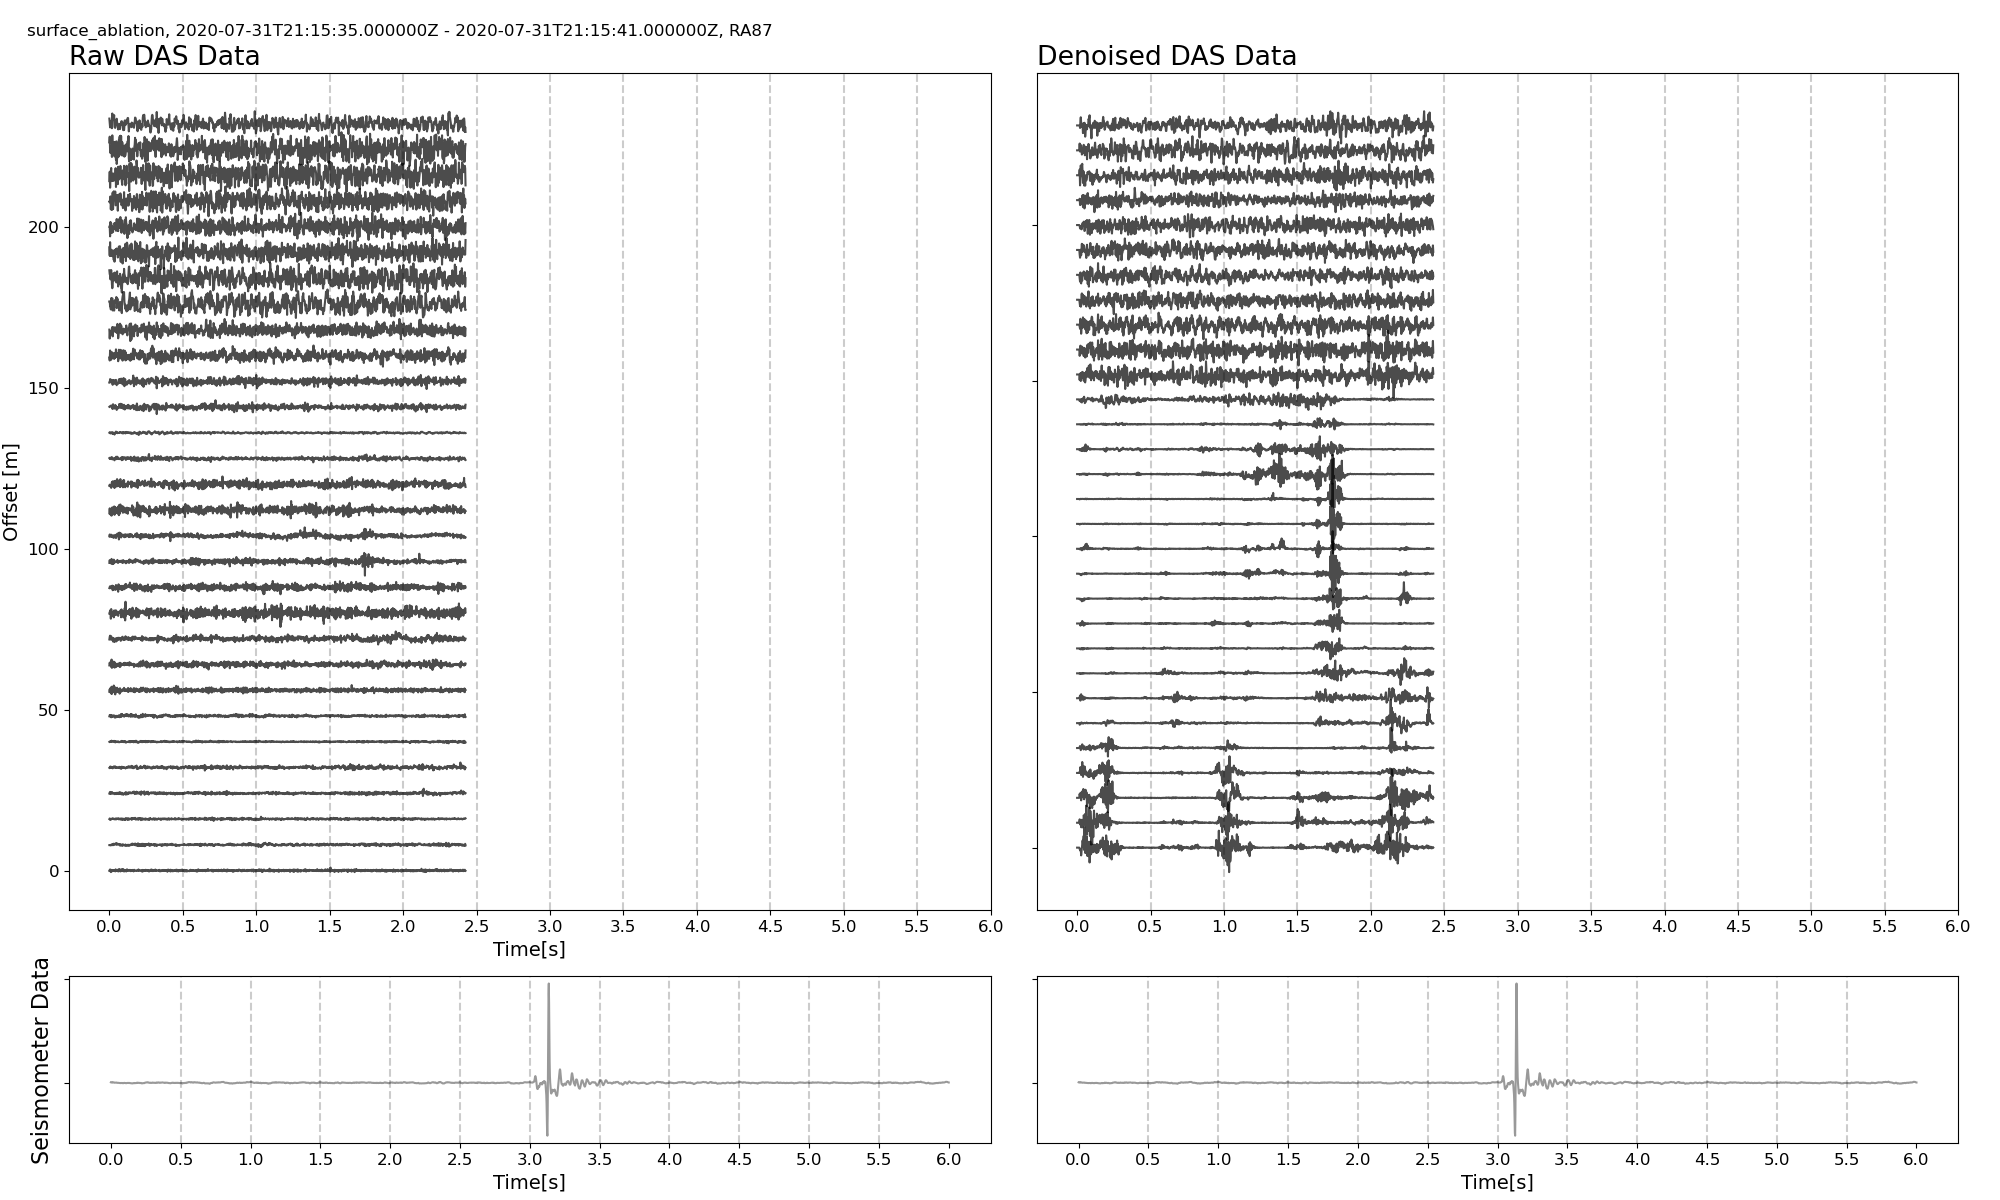 surface_ablation, 2020-07-31T21:15:35.000000Z - 2020-07-31T21:15:41.000000Z, RA87
Raw DAS Data
Denoised DAS Data
Offset [m]
200
150
100
50
0
0.0 0.5 1.0 1.5 2.0 2.5 3.0 3.5 4.0 4.5 5.0 5.5 6.0
Time[s]
0.0 0.5 1.0 1.5 2.0 2.5 3.0 3.5 4.0 4.5 5.0 5.5 6.0
Seismometer Data
0.0 0.5 1.0 1.5 2.0 2.5 3.0 3.5 4.0 4.5 5.0 5.5 6.0
Time[s]
0.0 0.5 1.0 1.5 2.0 2.5 3.0 3.5 4.0 4.5 5.0 5.5 6.0
Time[s]